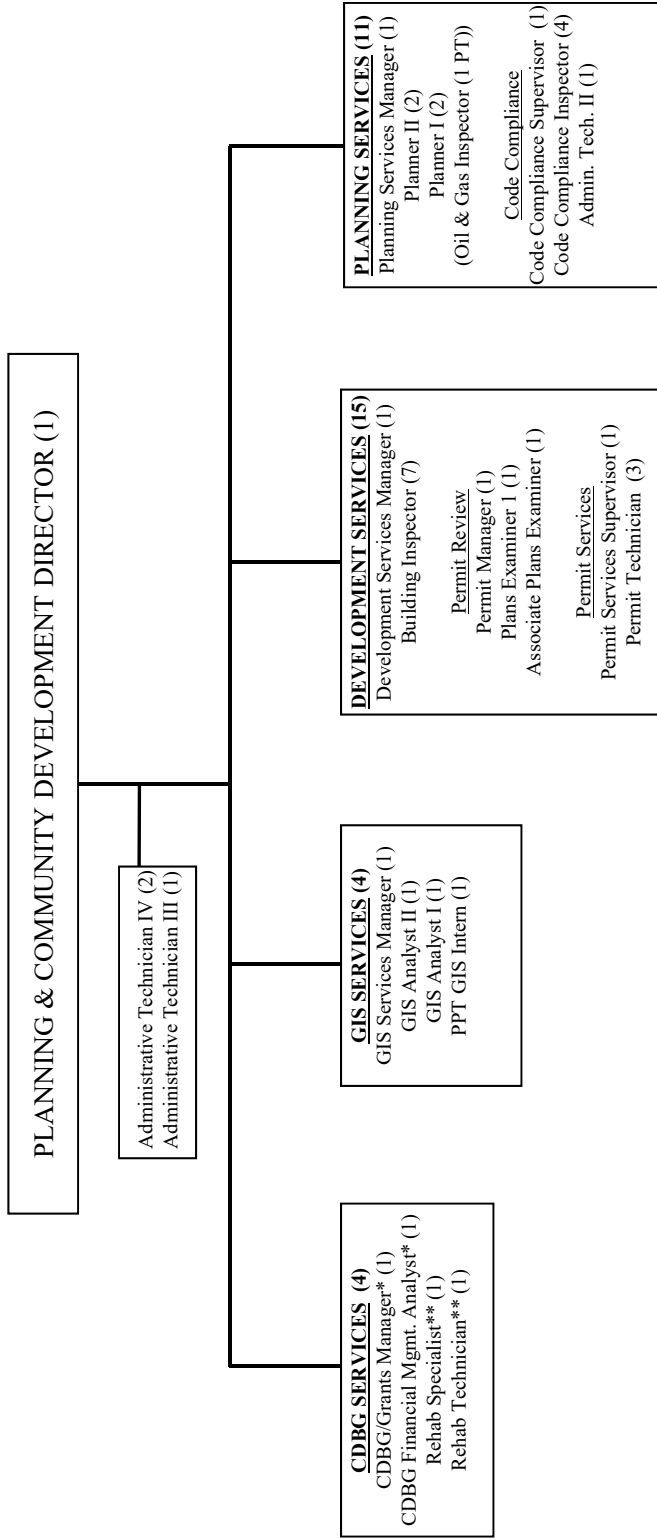 PLANNING & COMMUNITY DEVELOPMENT DIRECTOR (1)
Administrative Technician IV (2)
Administrative Technician III (1)
CDBG SERVICES (4)
CDBG/Grants Manager* (1)
CDBG Financial Mgmt. Analyst* (1)
Rehab Specialist** (1)
Rehab Technician** (1)
GIS SERVICES (4)
GIS Services Manager (1)
GIS Analyst II (1)
GIS Analyst I (1)
PPT GIS Intern (1)
DEVELOPMENT SERVICES (15)
Development Services Manager (1)
Building Inspector (7)
Permit Review
Permit Manager (1)
Plans Examiner 1 (1)
Associate Plans Examiner (1)
Permit Services
Permit Services Supervisor (1)
Permit Technician (3)
PLANNING SERVICES (11)
Planning Services Manager (1)
Planner II (2)
Planner I (2)
(Oil & Gas Inspector (1 PT))
Code Compliance
Code Compliance Supervisor (1)
Code Compliance Inspector (4)
Admin. Tech. II (1)